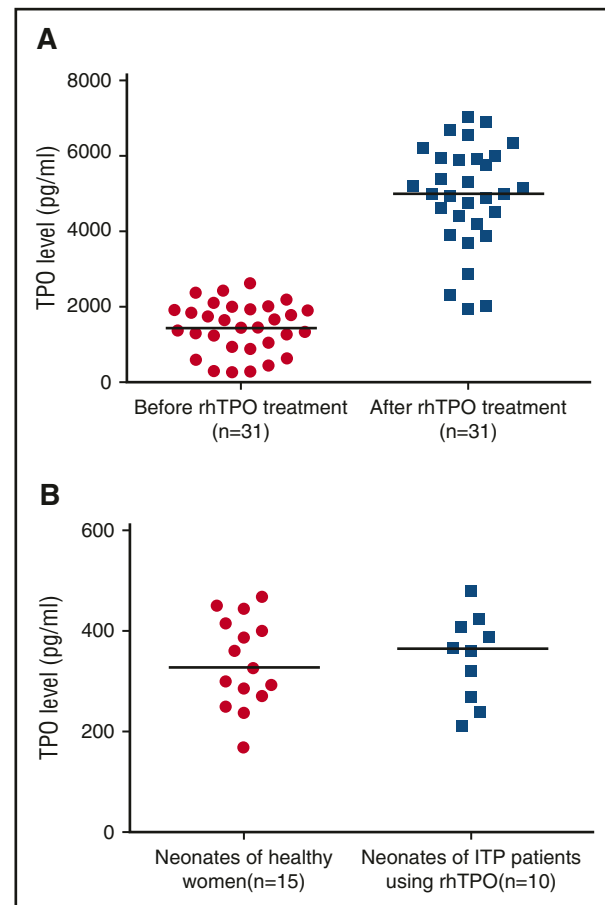 A
TPO level (pg/ml)
8000
6000
4000
2000
0
Before rhTPO treatment
(n=31)
After rhTPO treatment
(n=31)
B
TPO level (pg/ml)
600
400
200
0
Neonates of healthy
women(n=15)
Neonates of ITP patients
using rhTPO(n=10)